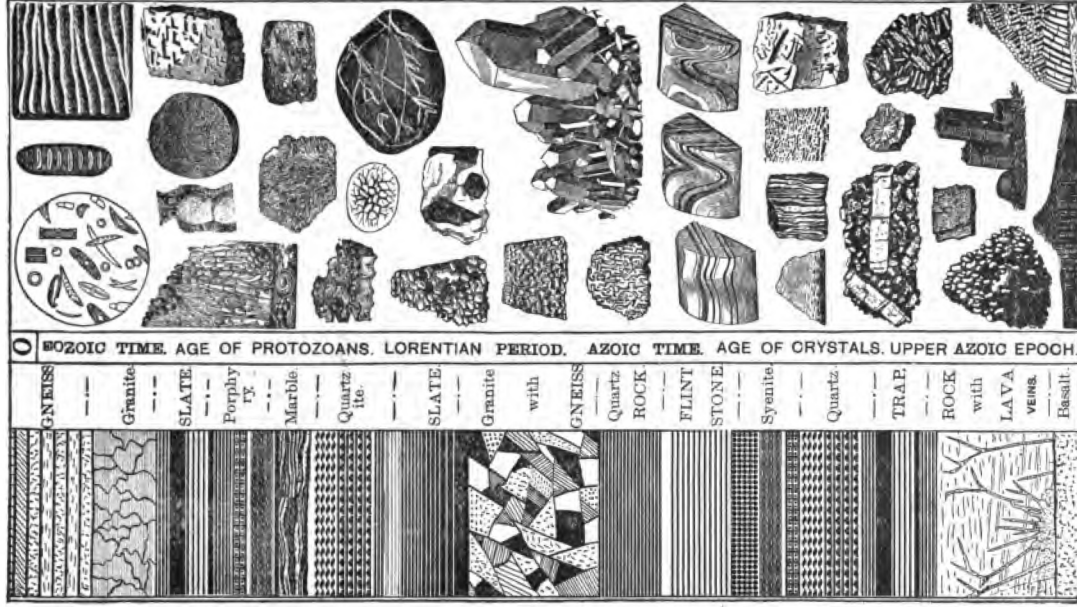 O EOZOIC TIME. AGE OF PROTOZOANS. LORENTIAN PERIOD. AZOIC TIME. AGE OF CRYSTALS. UPPER AZOIC EPOCH.
GNEISS
Granite.
SLATE.
Porphy
ry.
Marble.
Quartz
ite.
SLATE.
Granite
with
GNEISS
Quartz
ROCK.
FLINT
STONE
Syenite.
Quartz.
TRAP.
ROCK
with
LAVA
VEINS.
Basalt.